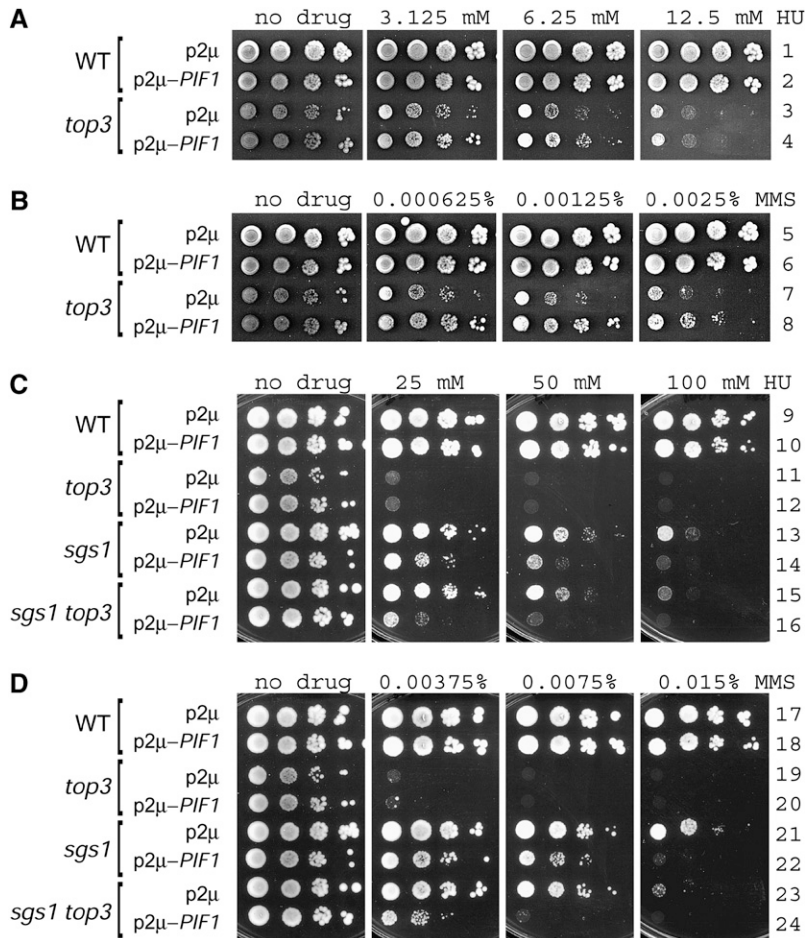 A no drug 3.125 mM 6.25 mM 12.5 mM HU
WT p2μ 1
p2μ–PIF1 2
top3 p2μ 3
p2μ–PIF1 4
B no drug 0.000625% 0.00125% 0.0025% MMS
WT p2μ 5
p2μ–PIF1 6
top3 p2μ 7
p2μ–PIF1 8
C no drug 25 mM 50 mM 100 mM HU
WT p2μ 9
p2μ–PIF1 10
top3 p2μ 11
p2μ–PIF1 12
sgs1 p2μ 13
p2μ–PIF1 14
sgs1 top3 p2μ 15
p2μ–PIF1 16
D no drug 0.00375% 0.0075% 0.015% MMS
WT p2μ 17
p2μ–PIF1 18
top3 p2μ 19
p2μ–PIF1 20
sgs1 p2μ 21
p2μ–PIF1 22
sgs1 top3 p2μ 23
p2μ–PIF1 24